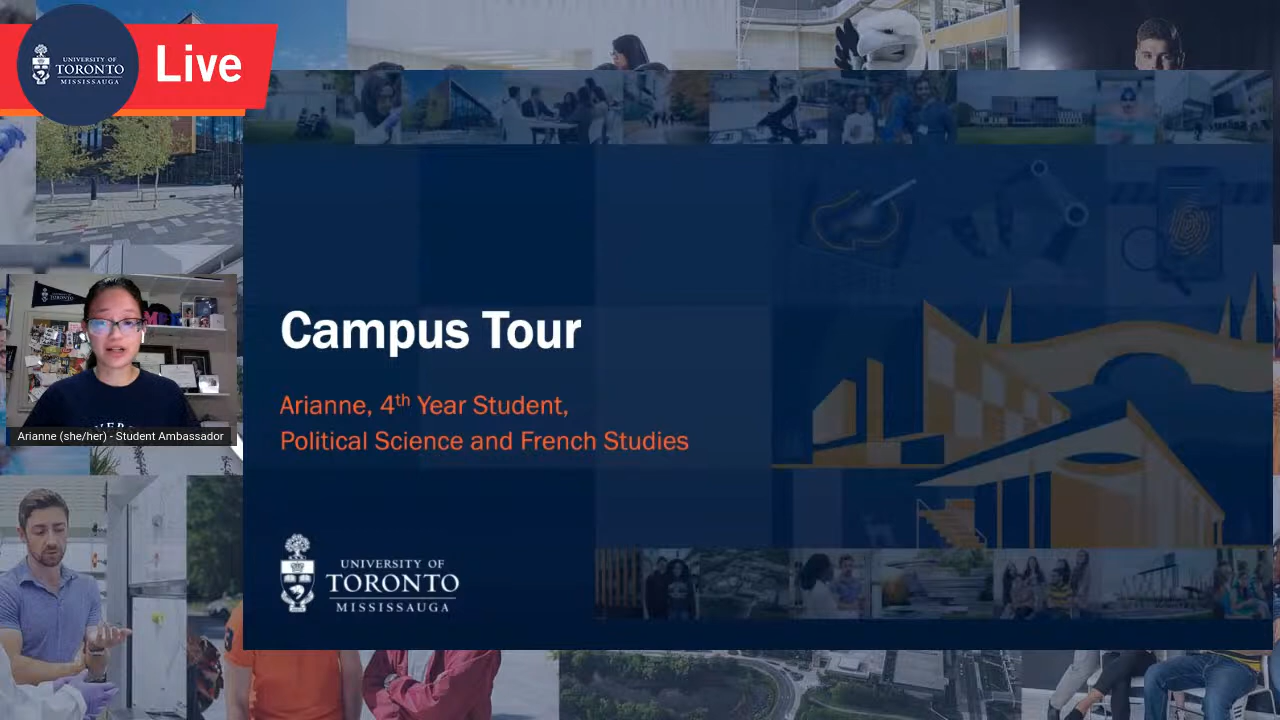 UNIVERSITY OF
TORONTO
MISSISSAUGA
Live
Campus Tour
Arianne, 4th Year Student,
Political Science and French Studies
Arianne (she/her) - Student Ambassador
UNIVERSITY OF
TORONTO
MISSISSAUGA